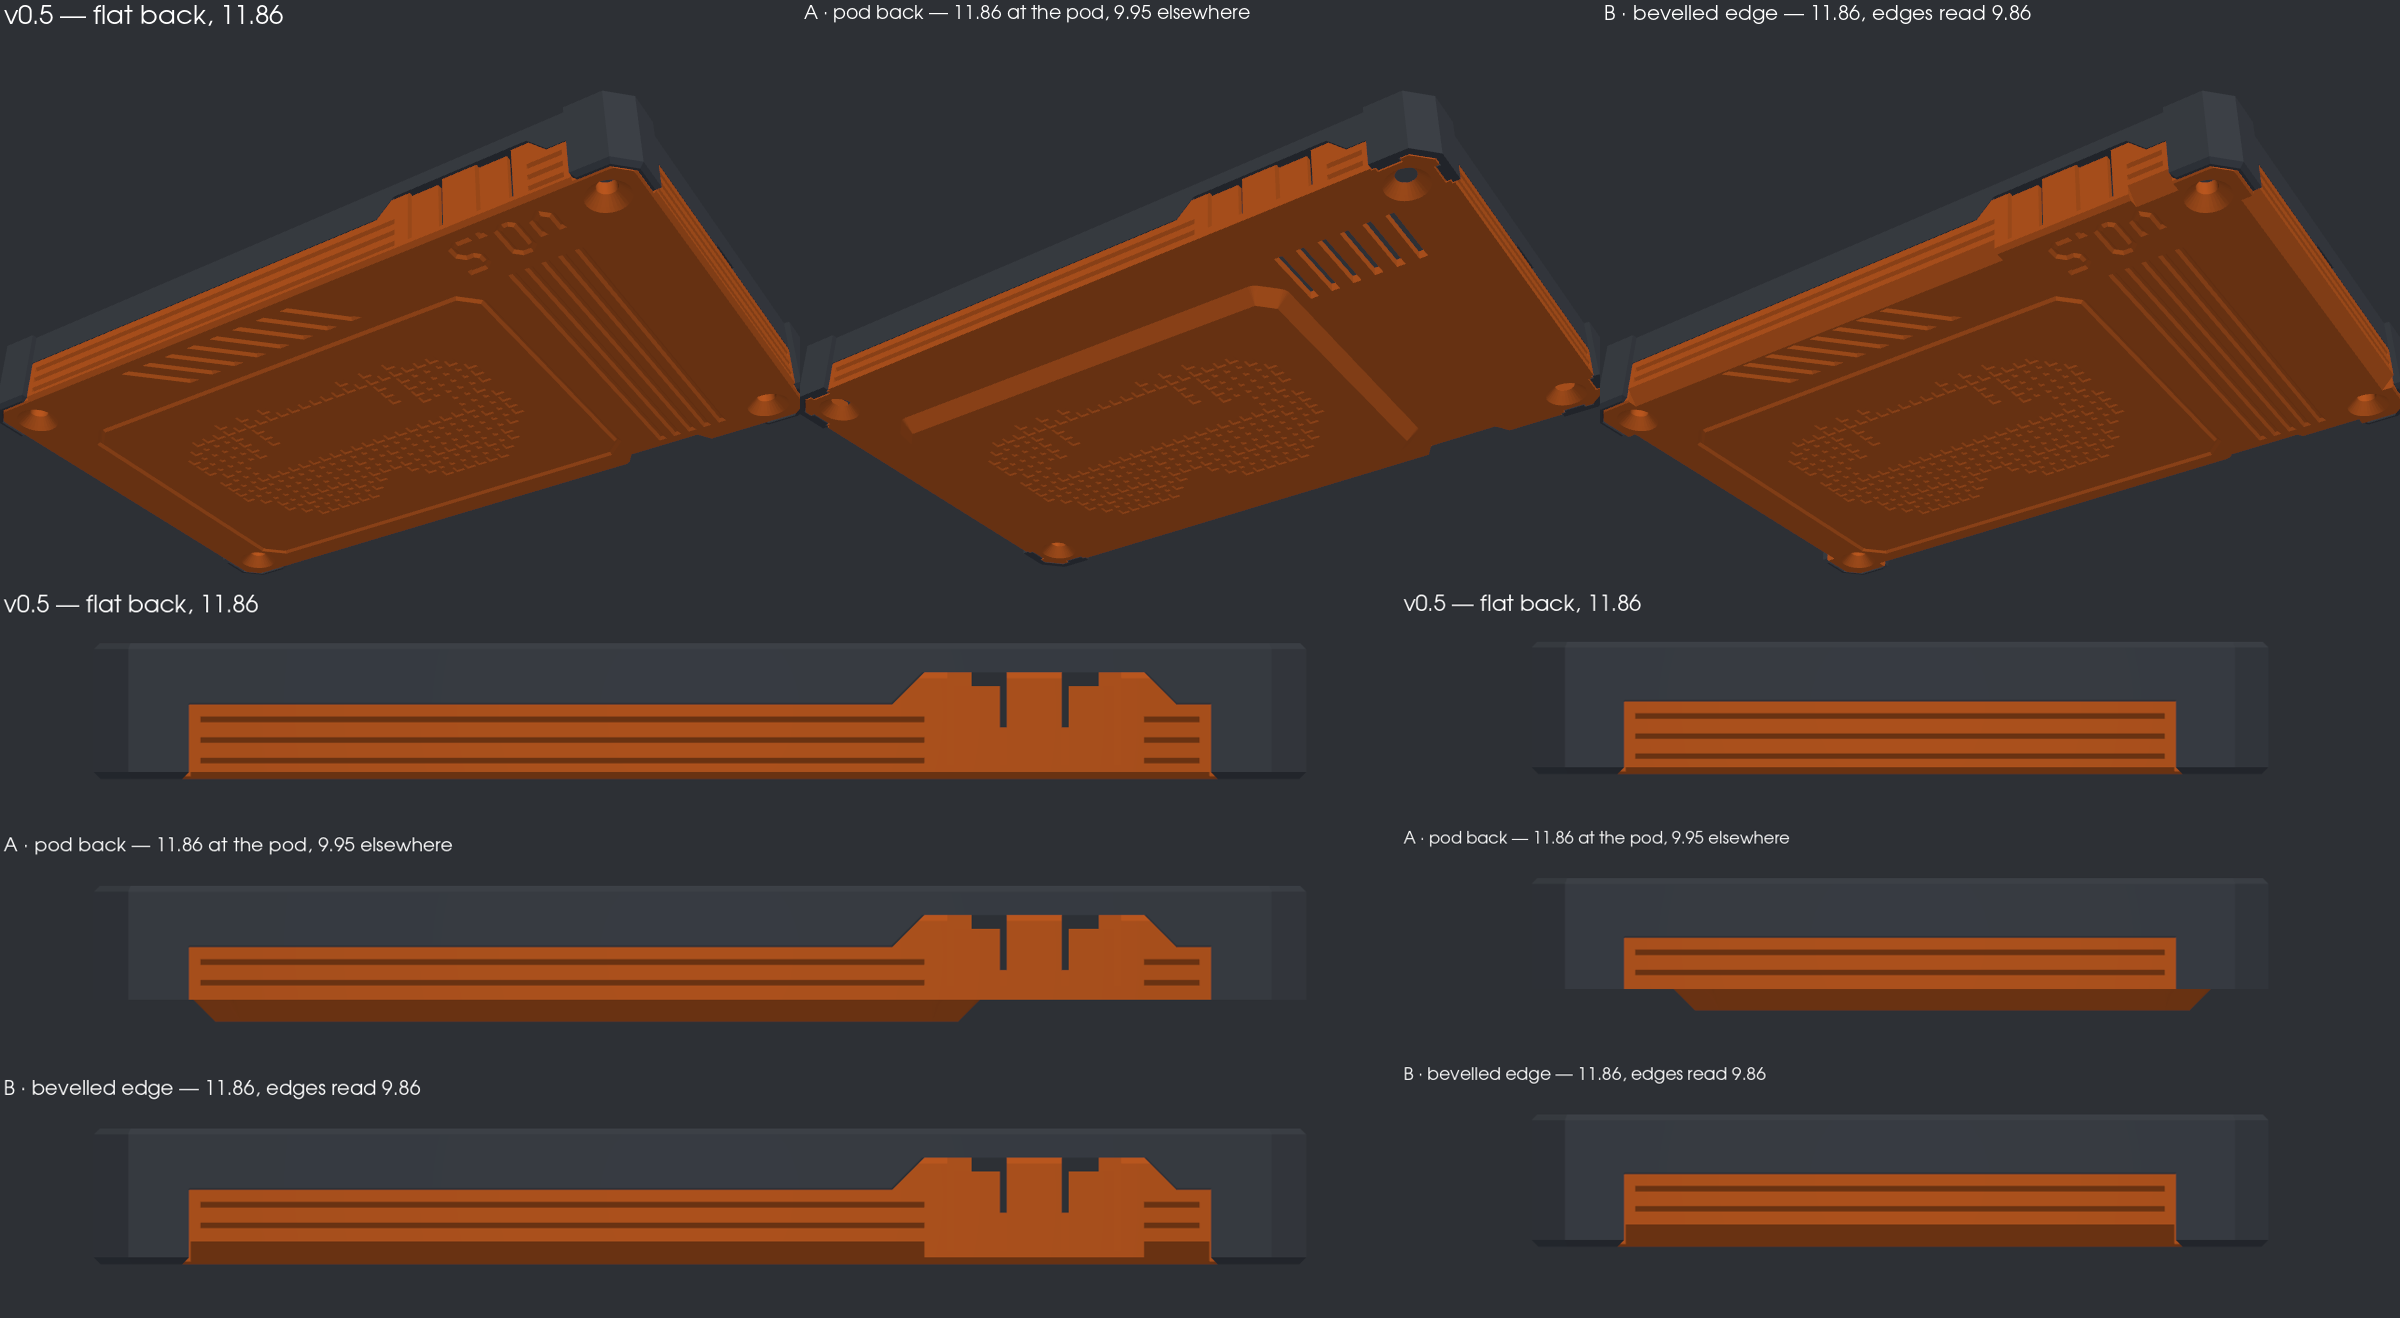 v0.5 — flat back, 11.86
A · pod back — 11.86 at the pod, 9.95 elsewhere
B · bevelled edge — 11.86, edges read 9.86
v0.5 — flat back, 11.86
v0.5 — flat back, 11.86
A · pod back — 11.86 at the pod, 9.95 elsewhere
A · pod back — 11.86 at the pod, 9.95 elsewhere
B · bevelled edge — 11.86, edges read 9.86
B · bevelled edge — 11.86, edges read 9.86